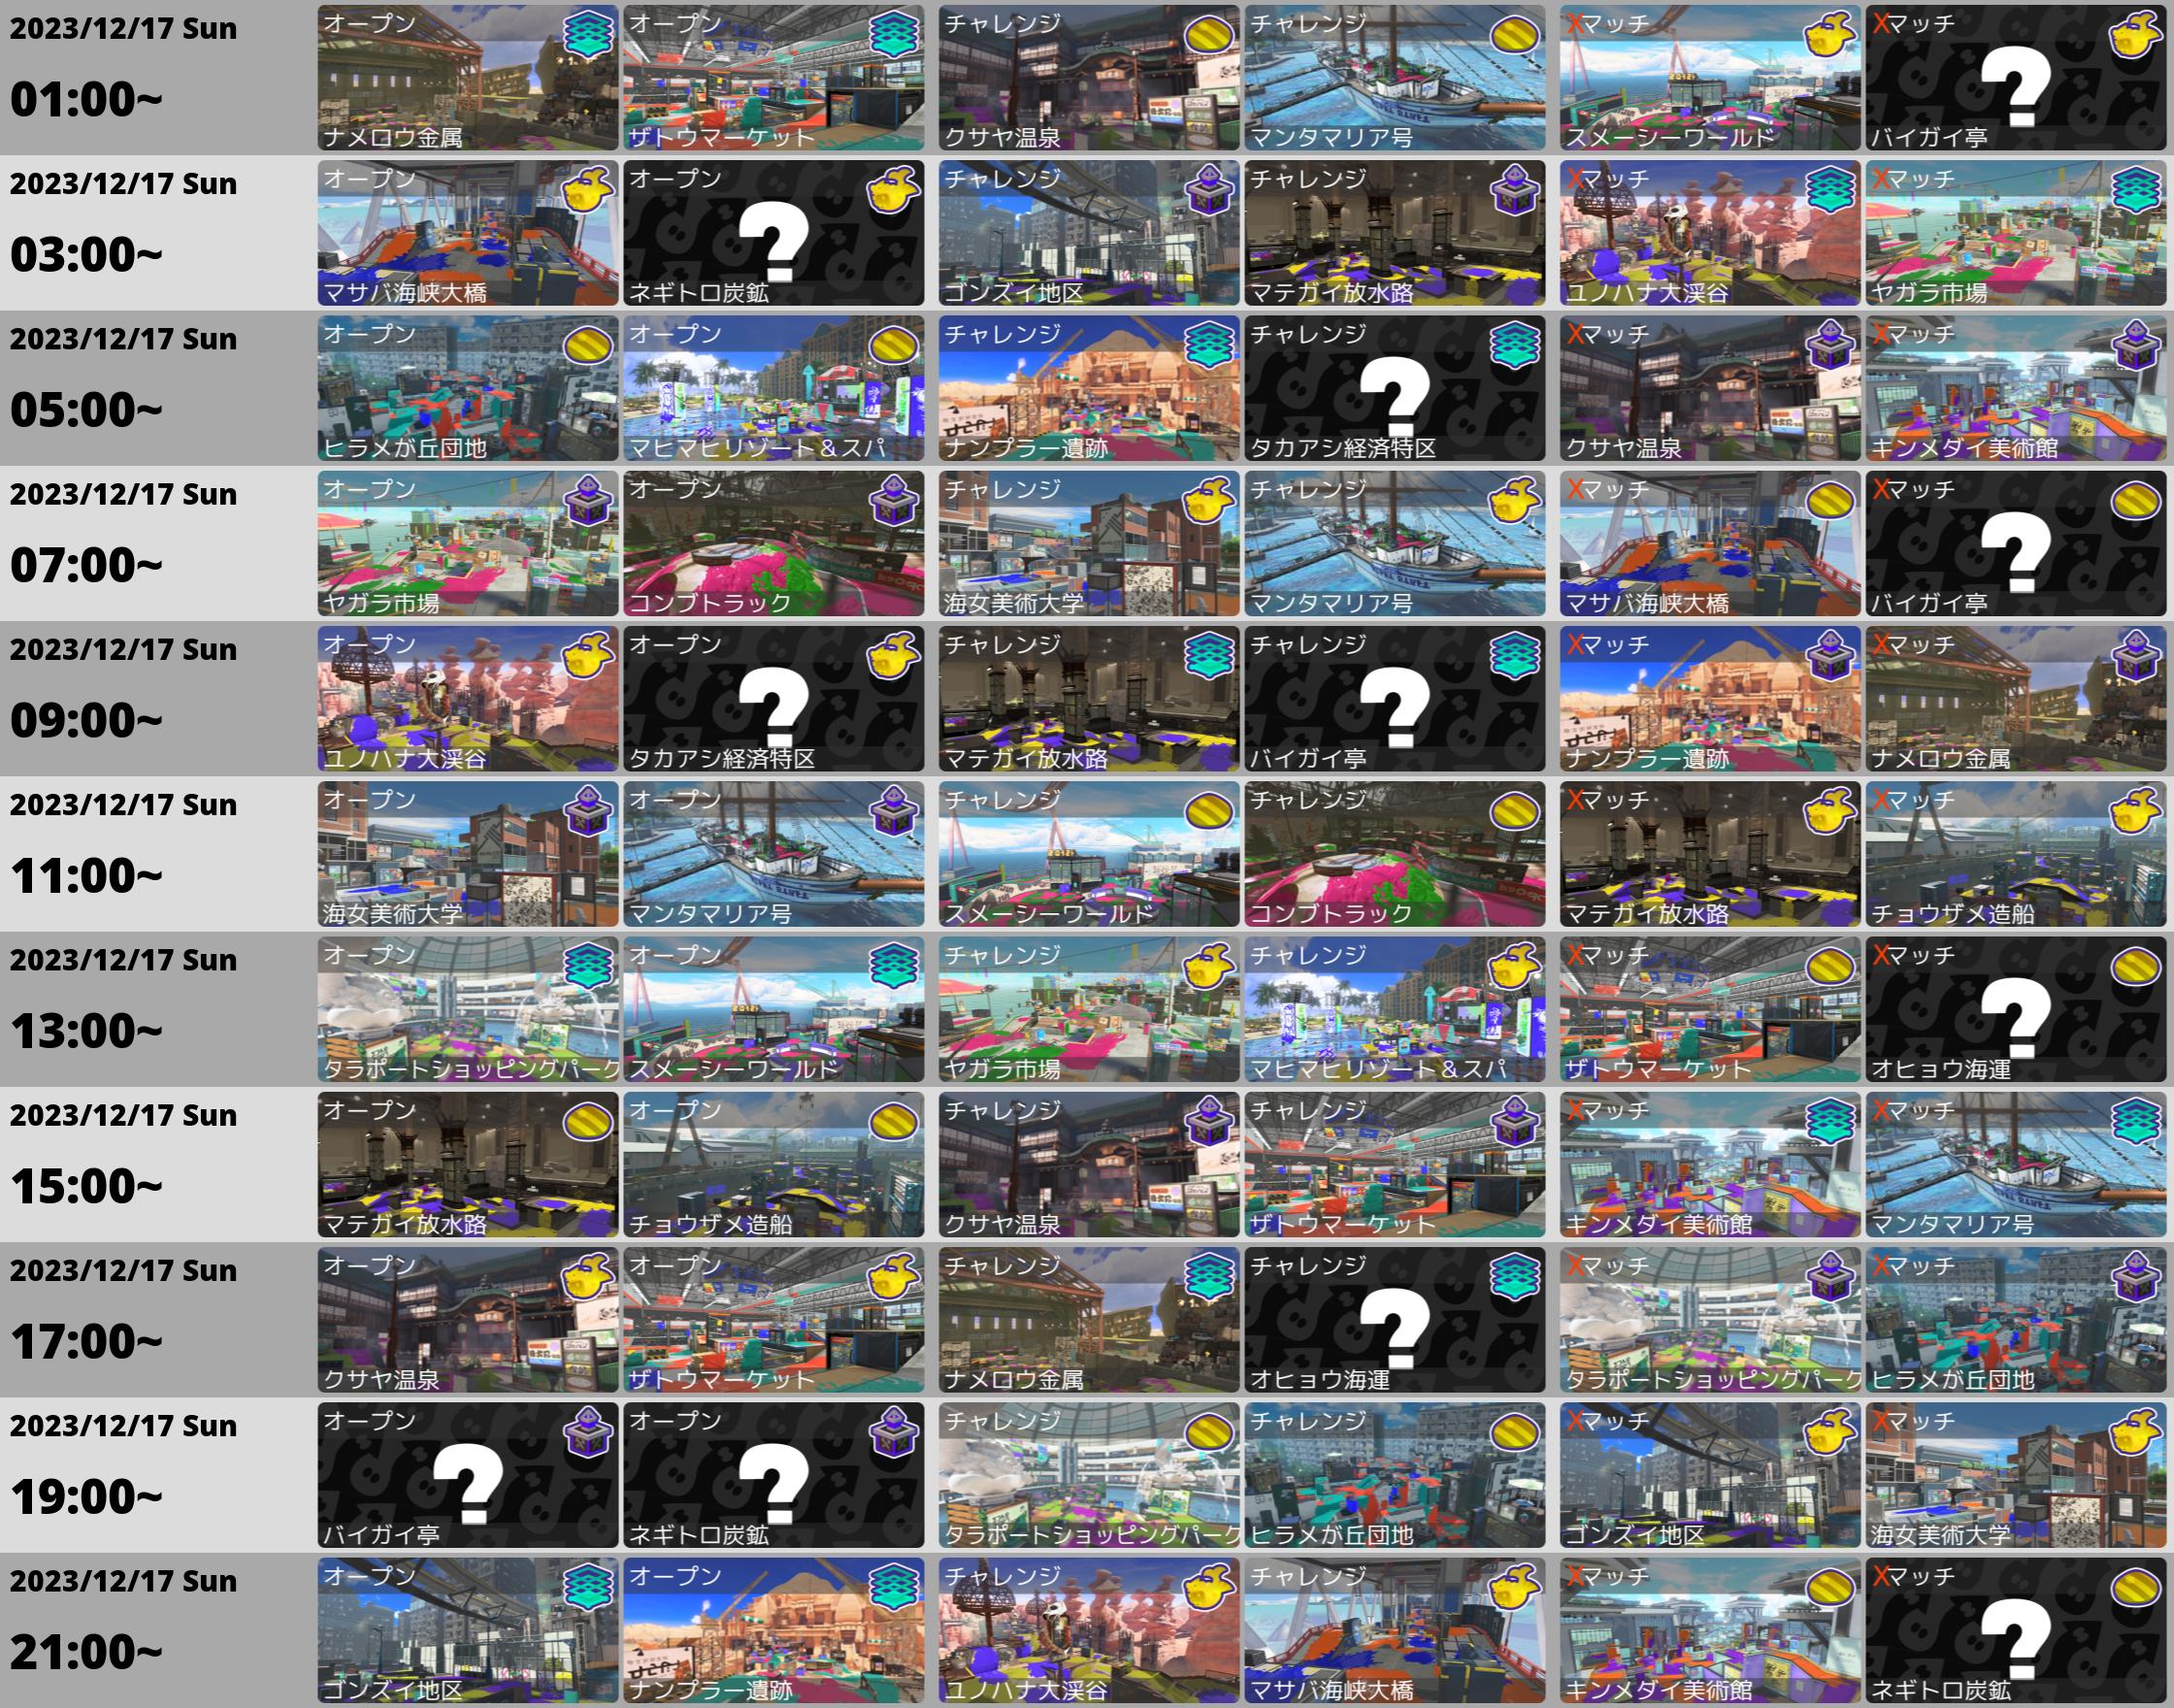 2023/12/17 Sun
01:00~
オープン オープン チャレンジ チャレンジ Xマッチ Xマッチ
ナメロウ金属 ザトウマーケット クサヤ温泉 マンタマリア号 スメーシーワールド バイガイ亭
2023/12/17 Sun
03:00~
オープン オープン チャレンジ チャレンジ Xマッチ Xマッチ
マサバ海峡大橋 ネギトロ炭鉱 ゴンズイ地区 マテガイ放水路 ユノハナ大渓谷 ヤガラ市場
2023/12/17 Sun
05:00~
オープン オープン チャレンジ チャレンジ Xマッチ Xマッチ
ヒラメが丘団地 マヒマヒリゾート&スパ ナンプラー遺跡 タカアシ経済特区 クサヤ温泉 キンメダイ美術館
2023/12/17 Sun
07:00~
オープン オープン チャレンジ チャレンジ Xマッチ Xマッチ
ヤガラ市場 コンブトラック 海女美術大学 マンタマリア号 マサバ海峡大橋 バイガイ亭
2023/12/17 Sun
09:00~
オープン オープン チャレンジ チャレンジ Xマッチ Xマッチ
ユノハナ大渓谷 タカアシ経済特区 マテガイ放水路 バイガイ亭 ナンプラー遺跡 ナメロウ金属
2023/12/17 Sun
11:00~
オープン オープン チャレンジ チャレンジ Xマッチ Xマッチ
海女美術大学 マンタマリア号 スメーシーワールド コンブトラック マテガイ放水路 チョウザメ造船
2023/12/17 Sun
13:00~
オープン オープン チャレンジ チャレンジ Xマッチ Xマッチ
タラポートショッピングパーク スメーシーワールド ヤガラ市場 マヒマヒリゾート&スパ ザトウマーケット オヒョウ海運
2023/12/17 Sun
15:00~
オープン オープン チャレンジ チャレンジ Xマッチ Xマッチ
マテガイ放水路 チョウザメ造船 クサヤ温泉 ザトウマーケット キンメダイ美術館 マンタマリア号
2023/12/17 Sun
17:00~
オープン オープン チャレンジ チャレンジ Xマッチ Xマッチ
クサヤ温泉 ザトウマーケット ナメロウ金属 オヒョウ海運 タラポートショッピングパーク ヒラメが丘団地
2023/12/17 Sun
19:00~
オープン オープン チャレンジ チャレンジ Xマッチ Xマッチ
バイガイ亭 ネギトロ炭鉱 タラポートショッピングパーク ヒラメが丘団地 ゴンズイ地区 海女美術大学
2023/12/17 Sun
21:00~
オープン オープン チャレンジ チャレンジ Xマッチ Xマッチ
ゴンズイ地区 ナンプラー遺跡 ユノハナ大渓谷 マサバ海峡大橋 キンメダイ美術館 ネギトロ炭鉱